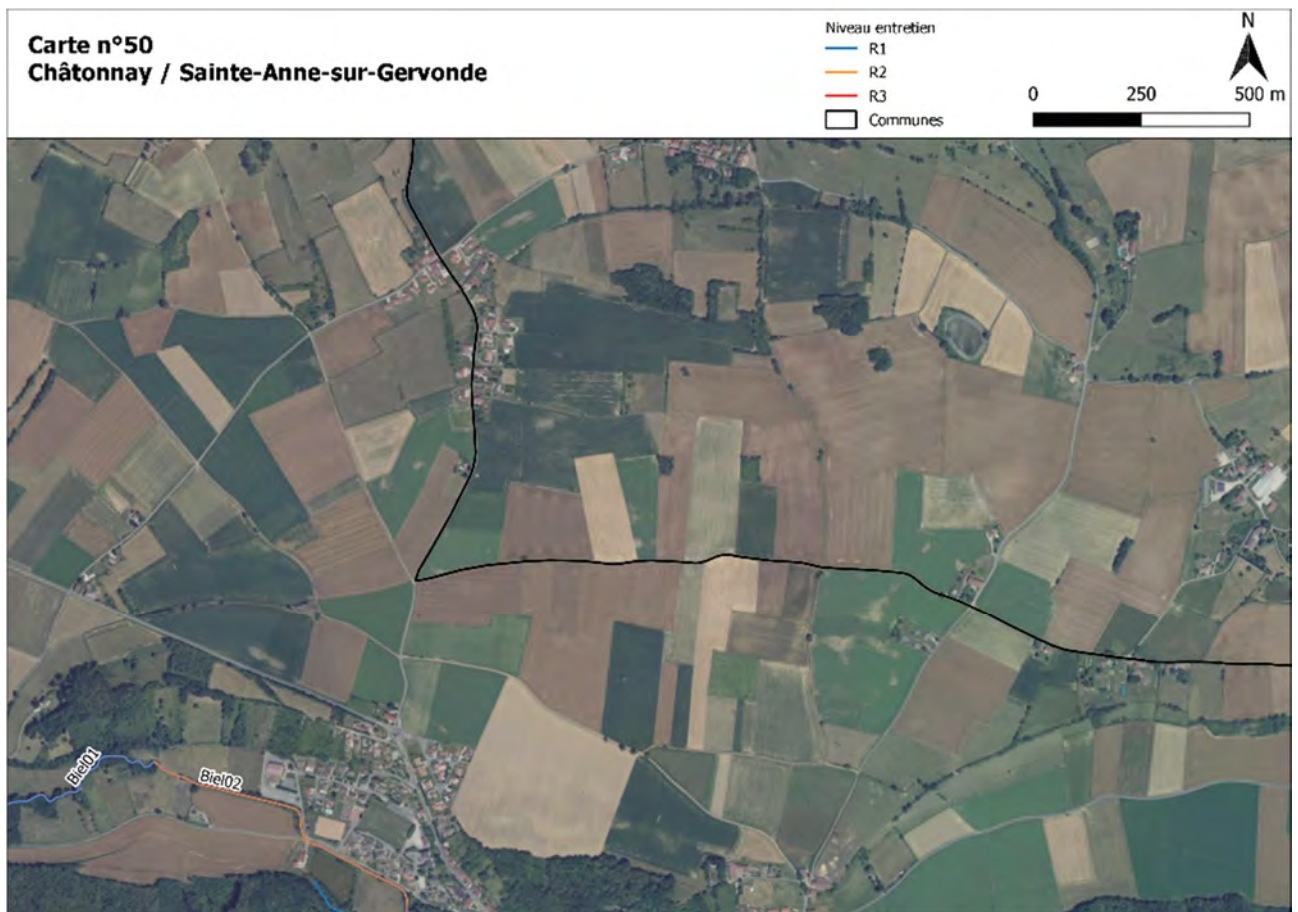 Carte n°50
Châtonnay / Sainte-Anne-sur-Gervonde
Niveau entretien
R1
R2
R3
Communes
N
0 250 500 m
Biel01
Biel02